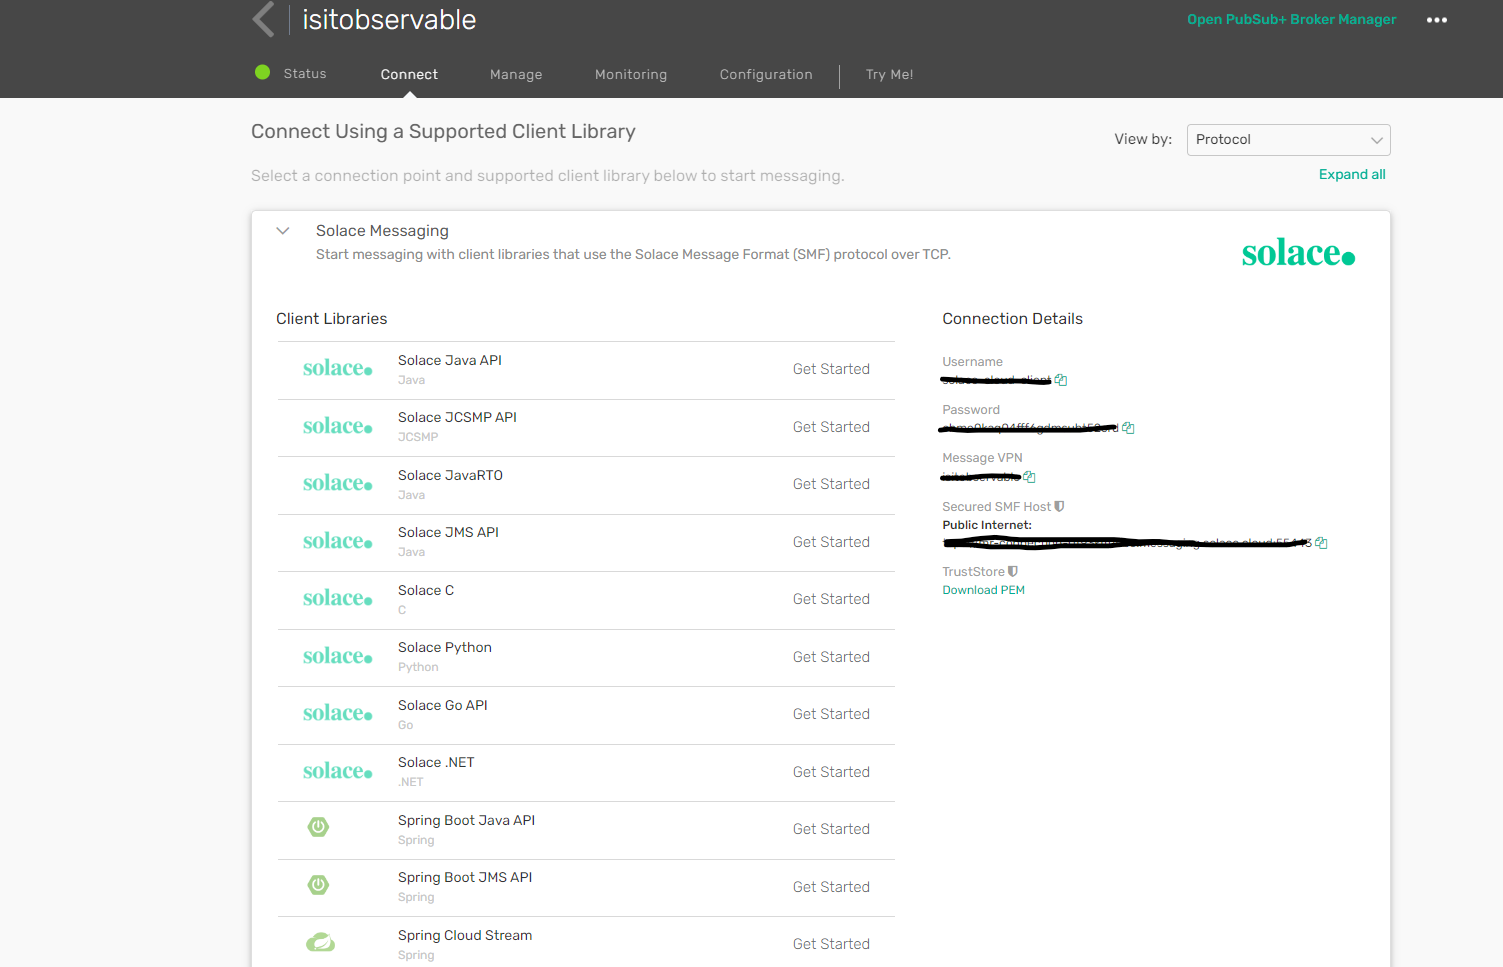 isitobservable
Open PubSub+ Broker Manager
Status
Connect
Manage
Monitoring
Configuration
Try Me!
Connect Using a Supported Client Library
View by:
Protocol
Select a connection point and supported client library below to start messaging.
Expand all
Solace Messaging
Start messaging with client libraries that use the Solace Message Format (SMF) protocol over TCP.
solace.
Client Libraries
solace.
Solace Java API
Java
Get Started
solace.
Solace JCSMP API
JCSMP
Get Started
solace.
Solace JavaRTO
Java
Get Started
solace.
Solace JMS API
Java
Get Started
solace.
Solace C
C
Get Started
solace.
Solace Python
Python
Get Started
solace.
Solace Go API
Go
Get Started
solace.
Solace .NET
.NET
Get Started
Spring Boot Java API
Spring
Get Started
Spring Boot JMS API
Spring
Get Started
Spring Cloud Stream
Spring
Get Started
Connection Details
Username
Password
Message VPN
Secured SMF Host
Public Internet:
TrustStore
Download PEM